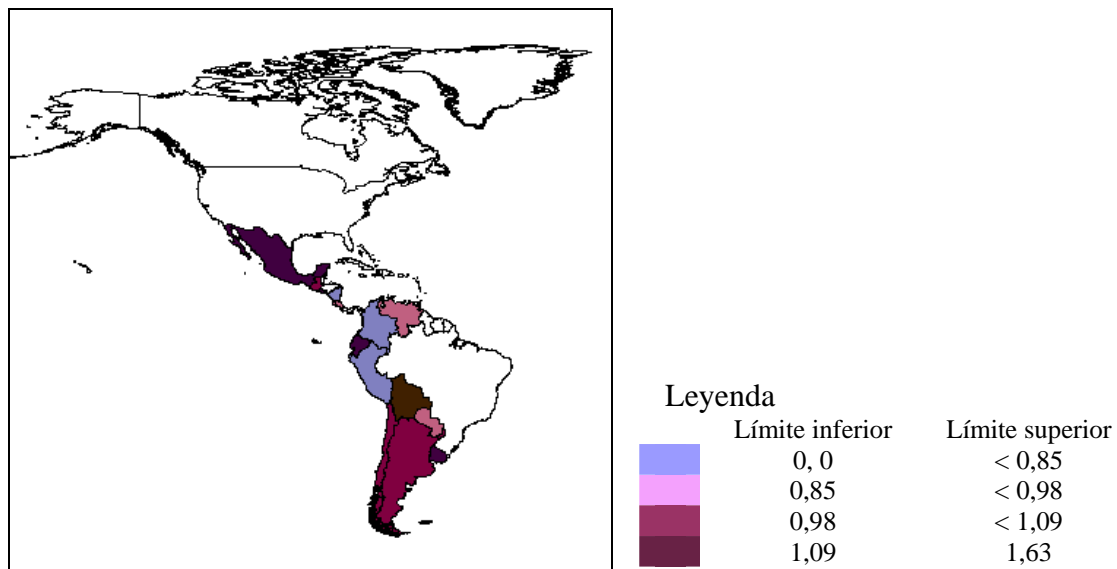 Leyenda
Límite inferior Límite superior
0, 0 < 0,85
0,85 < 0,98
0,98 < 1,09
1,09 1,63